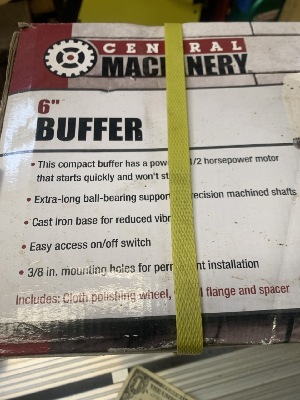 CENTRAL
MACHINERY
6"
BUFFER
• This compact buffer has a pow 1/2 horsepower motor
that starts quickly and won't st
• Extra-long ball-bearing suppor precision machined shafts
• Cast iron base for reduced vibr
• Easy access on/off switch
• 3/8 in. mounting holes for per nt installation
Includes: Cloth polishing wheel, l flange and spacer